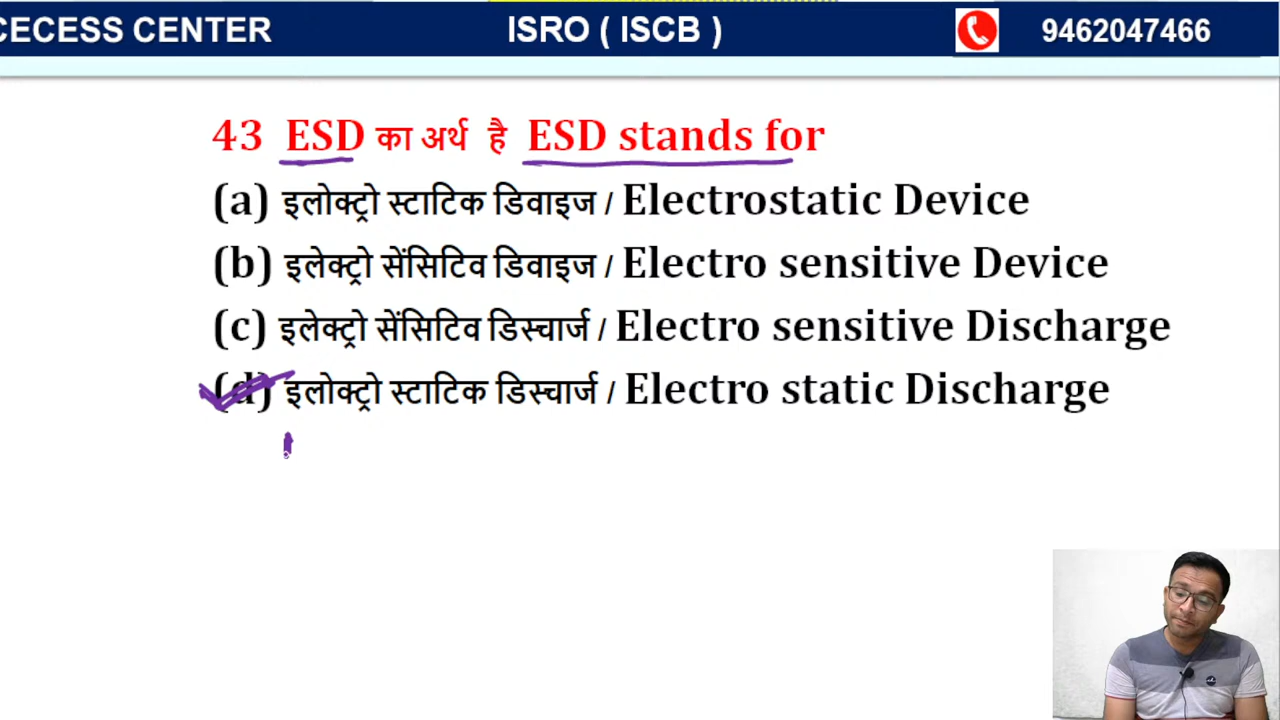 CECESS CENTER ISRO ( ISCB ) 9462047466
43 ESD का अर्थ है ESD stands for
(a) इलोक्ट्रो स्टाटिक डिवाइज / Electrostatic Device
(b) इलेक्ट्रो सेंसिटिव डिवाइज / Electro sensitive Device
(c) इलेक्ट्रो सेंसिटिव डिस्चार्ज / Electro sensitive Discharge
(d) इलोक्ट्रो स्टाटिक डिस्चार्ज / Electro static Discharge